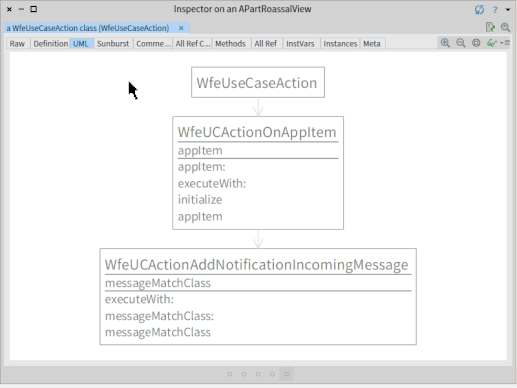 Inspector on an APartRoassalView
?
a WfeUseCaseAction class (WfeUseCaseAction) ×
Raw Definition UML Sunburst Comme ... All Ref C... Methods All Ref InstVars Instances Meta
WfeUseCaseAction
WfeUCActionOnAppItem
appItem
appItem:
executeWith:
initialize
appItem
WfeUCActionAddNotificationIncomingMessage
messageMatchClass
executeWith:
messageMatchClass:
messageMatchClass